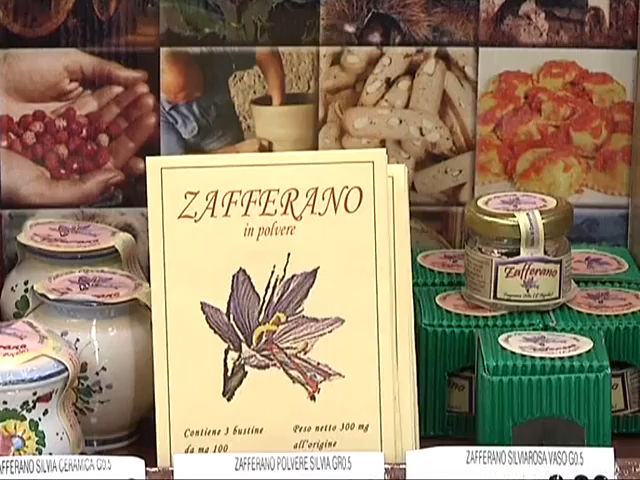 ZAFFERANO
in polvere
Contiene 3 bustine
da mg 100
Peso netto 300 mg
all'origine
Zafferano
AFFERANO SILVIA CERAMICA G0.5
ZAFFERANO POLVERE SILVIA GR0.5
ZAFFERANO SILVIAROSA VASO G0.5